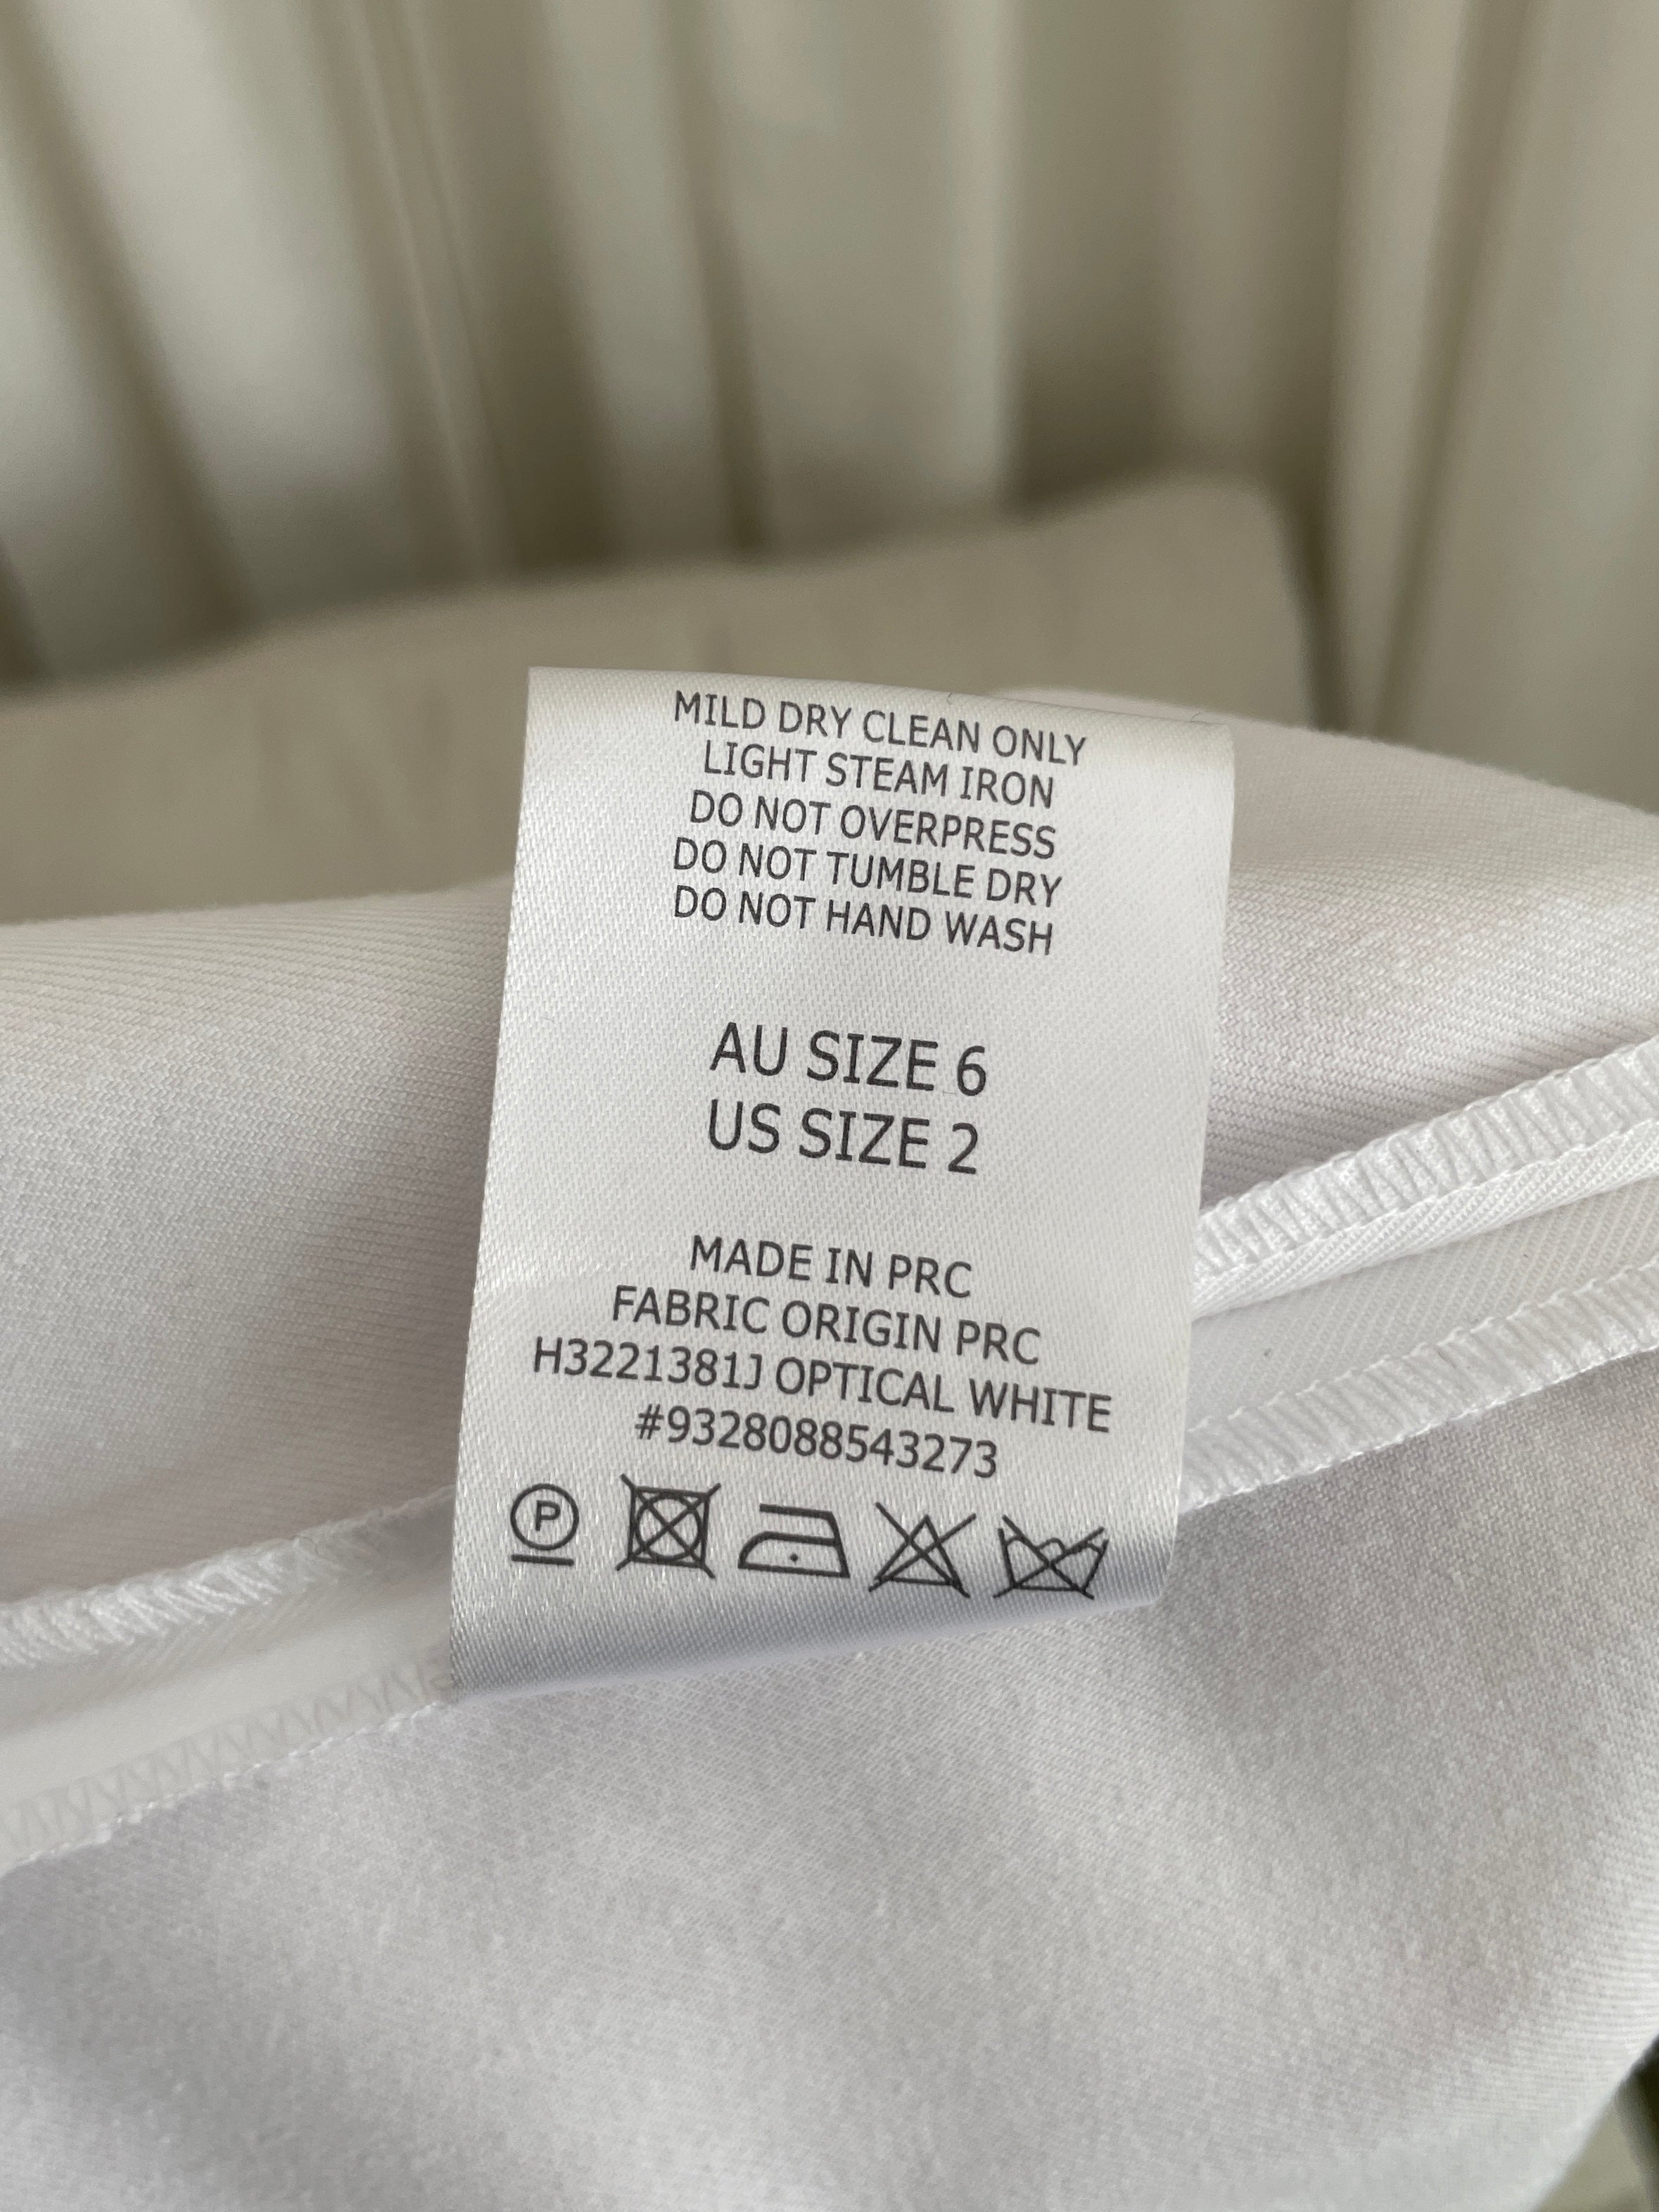 MILD DRY CLEAN ONLY
LIGHT STEAM IRON
DO NOT OVERPRESS
DO NOT TUMBLE DRY
DO NOT HAND WASH
AU SIZE 6
US SIZE 2
MADE IN PRC
FABRIC ORIGIN PRC
H3221381J OPTICAL WHITE
#9328088543273
P